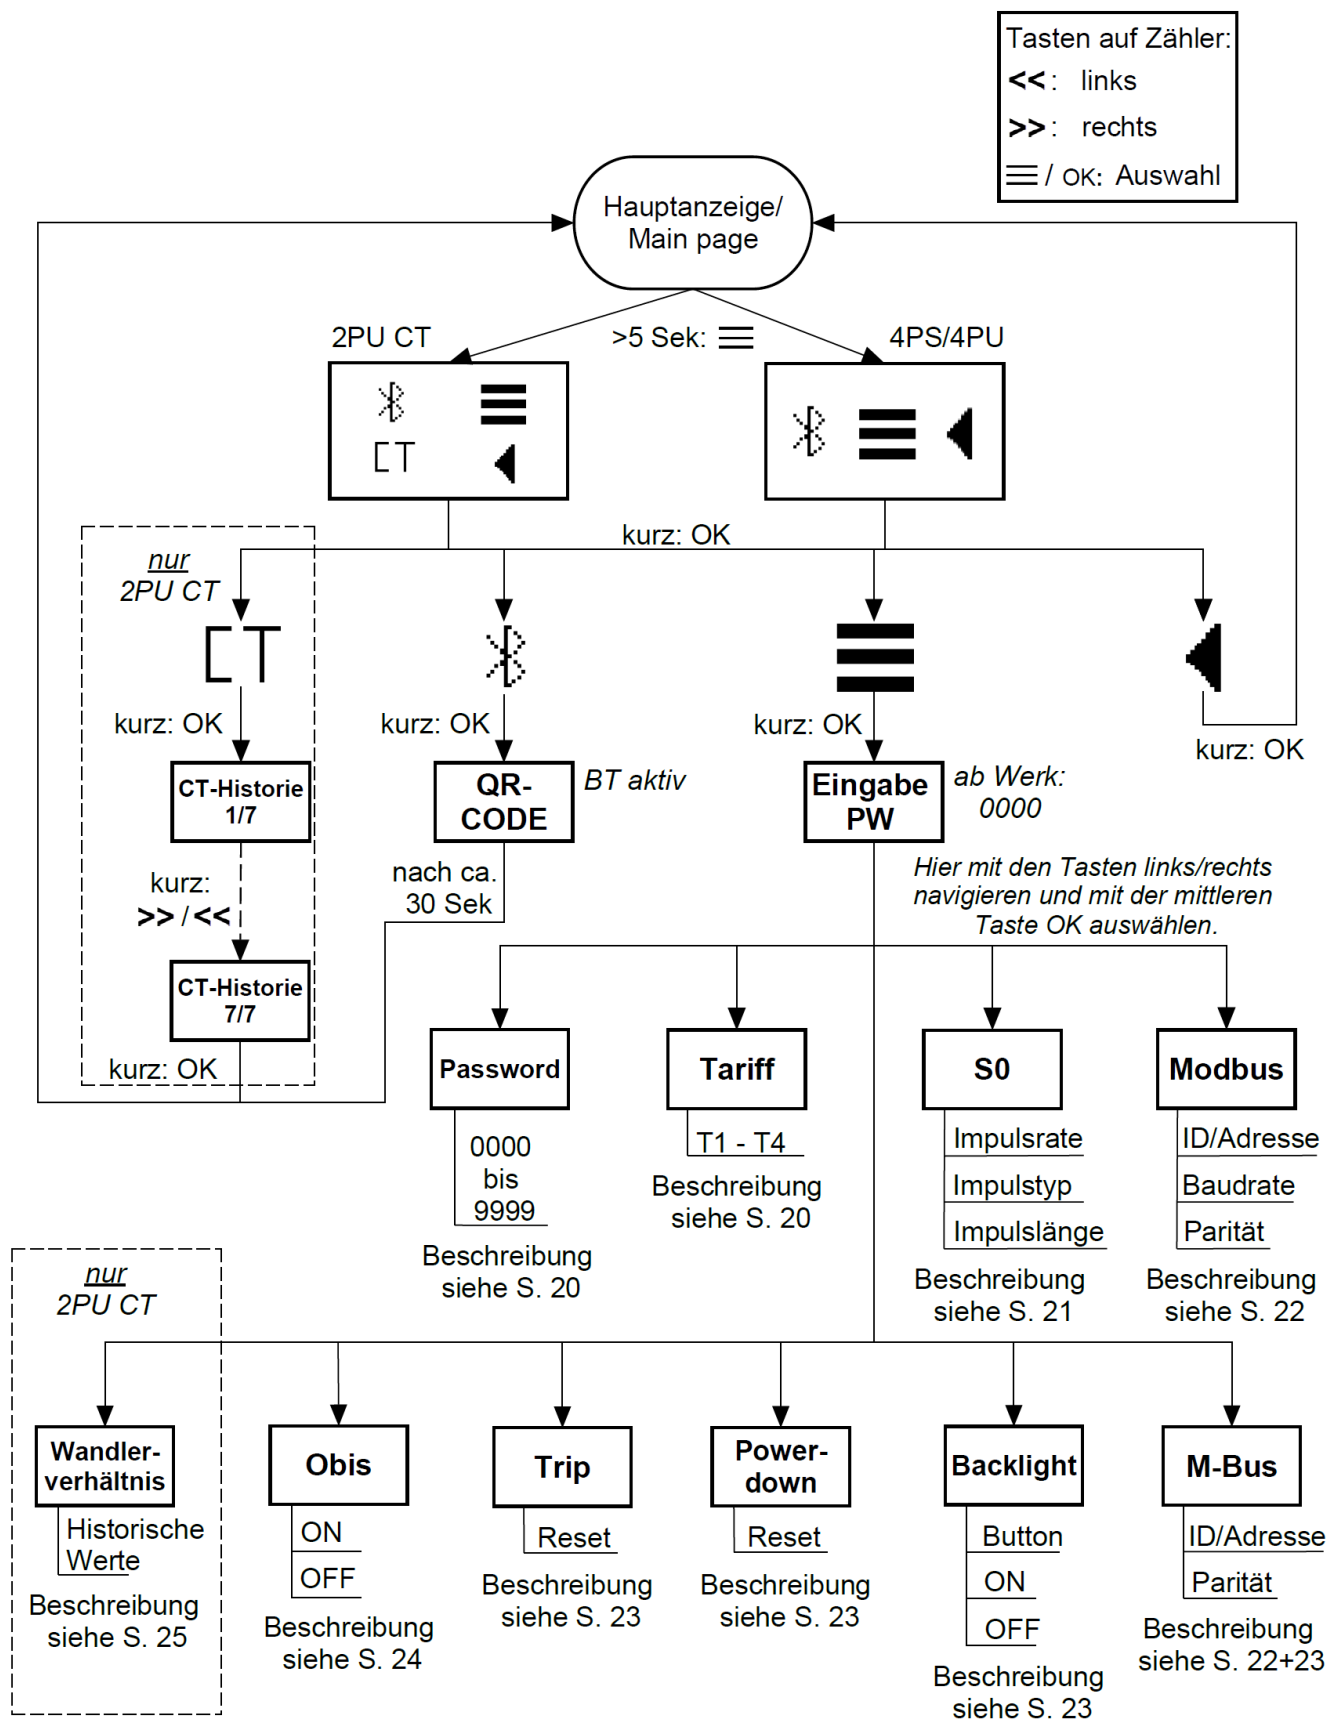 Tasten auf Zähler:
<<: links
>>: rechts
/ OK: Auswahl
Hauptanzeige/
Main page
2PU CT
>5 Sek:
4PS/4PU
CT
kurz: OK
nur
2PU CT
CT
kurz: OK
kurz: OK
kurz: OK
kurz: OK
CT-Historie
1/7
QR-
CODE
BT aktiv
Eingabe
PW
ab Werk:
0000
kurz:
>> / <<
nach ca.
30 Sek
Hier mit den Tasten links/rechts
navigieren und mit der mittleren
Taste OK auswählen.
CT-Historie
7/7
kurz: OK
Password
0000
bis
9999
Beschreibung
siehe S. 20
Tariff
T1 - T4
Beschreibung
siehe S. 20
S0
Impulsrate
Impulstyp
Impulslänge
Beschreibung
siehe S. 21
Modbus
ID/Adresse
Baudrate
Parität
Beschreibung
siehe S. 22
nur
2PU CT
Wandler-
verhältnis
Historische
Werte
Beschreibung
siehe S. 25
Obis
ON
OFF
Beschreibung
siehe S. 24
Trip
Reset
Beschreibung
siehe S. 23
Power-
down
Reset
Beschreibung
siehe S. 23
Backlight
Button
ON
OFF
Beschreibung
siehe S. 23
M-Bus
ID/Adresse
Parität
Beschreibung
siehe S. 22+23